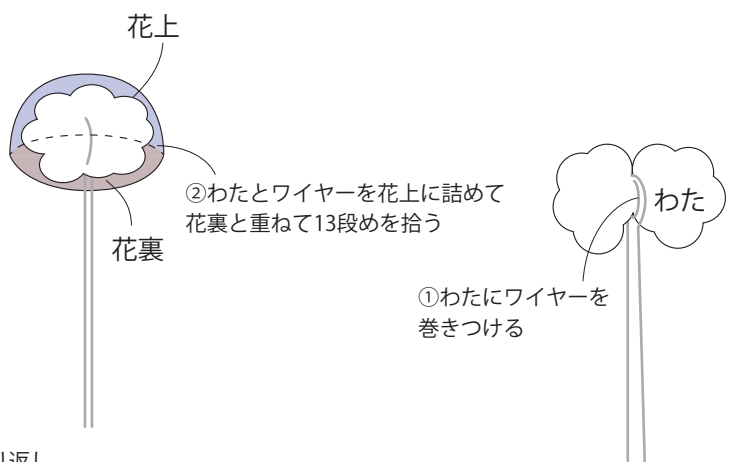 花上
②わたとワイヤーを花上に詰めて
花裏と重ねて13段めを拾う
花裏
わた
①わたにワイヤーを
巻きつける